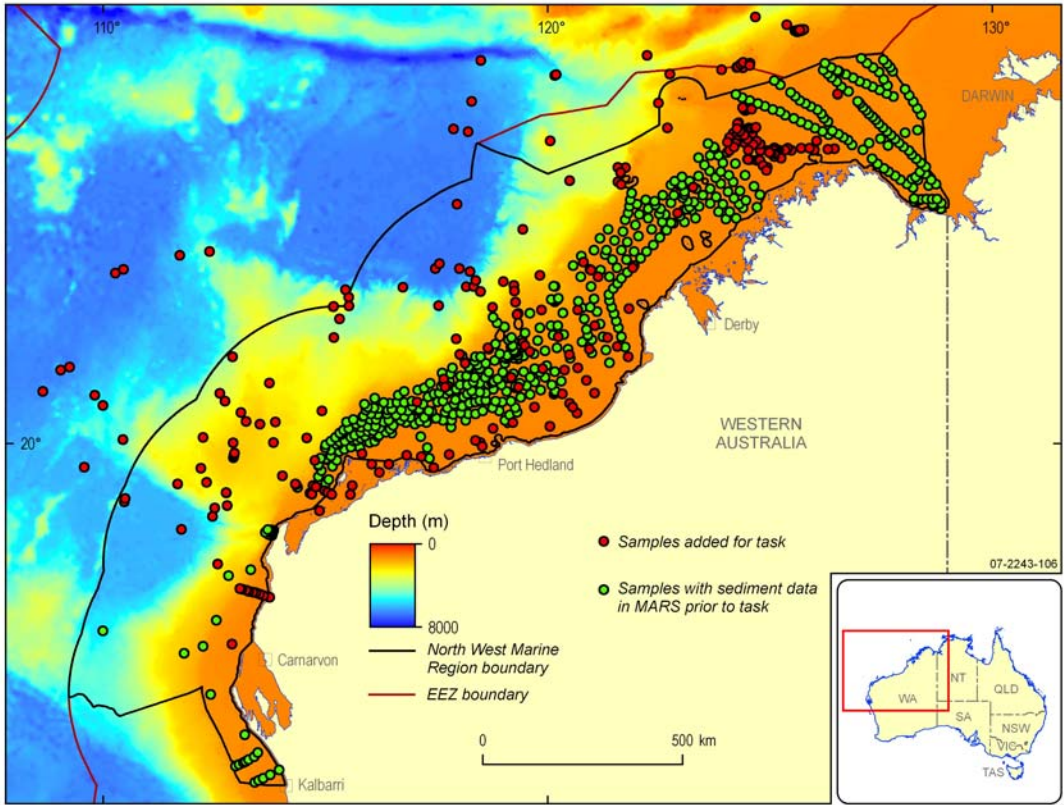 110°
120°
130°
DARWIN
Derby
WESTERN
AUSTRALIA
20°
Port Hedland
Depth (m)
0
8000
Samples added for task
Samples with sediment data
in MARS prior to task
07-2243-106
North West Marine
Region boundary
EEZ boundary
Carnarvon
0
500 km
Kalbarri
WA
NT
QLD
SA
NSW
VIC
TAS